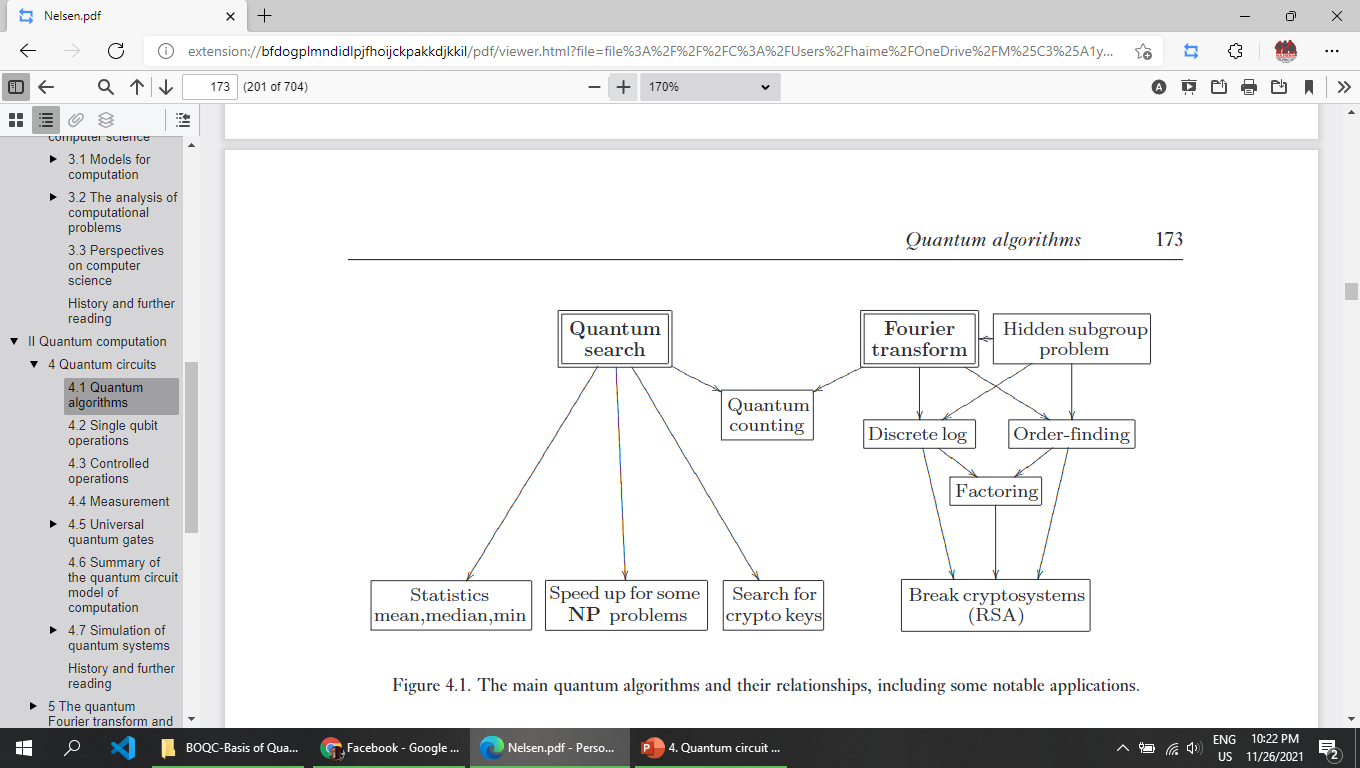 Nelsen.pdf
extension://bfdogplmndidlpjfhoijckpakkdjkkil/pdf/viewer.html?file=file%3A%2F%2F%2FC%3A%2FUsers%2Fhaime%2FOneDrive%2FM%25C3%25A1y...
173 (201 of 704)
170%
computer science
3.1 Models for
computation
3.2 The analysis of
computational
problems
3.3 Perspectives
on computer
science
History and further
reading
II Quantum computation
4 Quantum circuits
4.1 Quantum
algorithms
4.2 Single qubit
operations
4.3 Controlled
operations
4.4 Measurement
4.5 Universal
quantum gates
4.6 Summary of
the quantum circuit
model of
computation
4.7 Simulation of
quantum systems
History and further
reading
5 The quantum
Fourier transform and
Quantum algorithms 173
Quantum
search
Fourier
transform
Hidden subgroup
problem
Quantum
counting
Discrete log
Order-finding
Factoring
Statistics
mean,median,min
Speed up for some
NP problems
Search for
crypto keys
Break cryptosystems
(RSA)
Figure 4.1. The main quantum algorithms and their relationships, including some notable applications.
BOQC-Basis of Qua...
Facebook - Google ...
Nelsen.pdf - Perso...
4. Quantum circuit ...
ENG
US
10:22 PM
11/26/2021
2